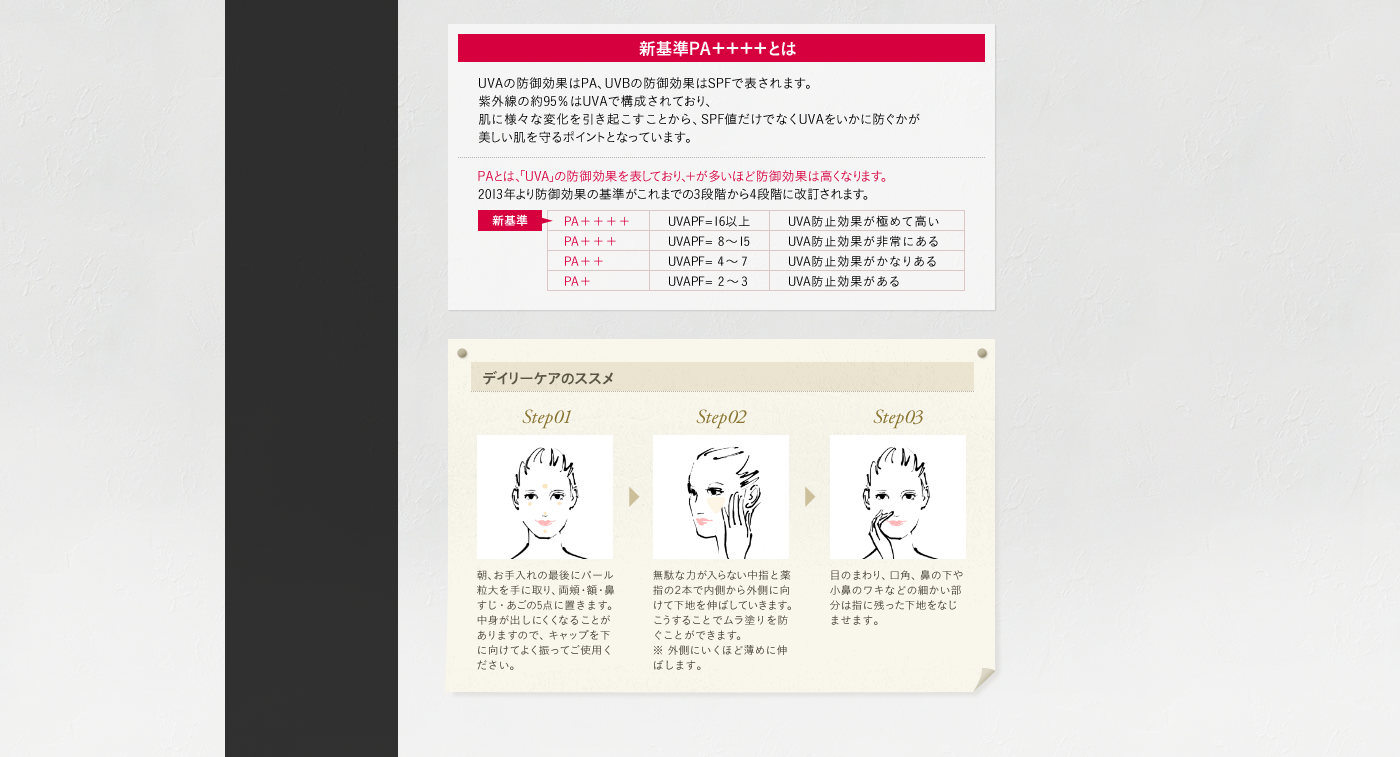 新基準PA++++とは
UVAの防御効果はPA、UVBの防御効果はSPFで表されます。
紫外線の約95%はUVAで構成されており、
肌に様々な変化を引き起こすことから、SPF値だけでなくUVAをいかに防ぐかが
美しい肌を守るポイントとなっています。
PAとは、「UVA」の防御効果を表しており、+が多いほど防御効果は高くなります。
2013年より防御効果の基準がこれまでの3段階から4段階に改訂されます。
新基準 PA++++ UVAPF=16以上 UVA防止効果が極めて高い
PA+++ UVAPF= 8〜15 UVA防止効果が非常にある
PA++ UVAPF= 4〜7 UVA防止効果がかなりある
PA+ UVAPF= 2〜3 UVA防止効果がある
デイリーケアのススメ
Step01
朝、お手入れの最後にパール
粒大を手に取り、両頬・額・鼻
すじ・あごの5点に置きます。
中身が出しにくくなることが
ありますので、キャップを下
に向けてよく振ってご使用く
ださい。
Step02
無駄な力が入らない中指と薬
指の2本で内側から外側に向
けて下地を伸ばしていきます。
こうすることでムラ塗りを防
ぐことができます。
※ 外側にいくほど薄めに伸
ばします。
Step03
目のまわり、口角、鼻の下や
小鼻のワキなどの細かい部
分は指に残った下地をなじ
ませます。